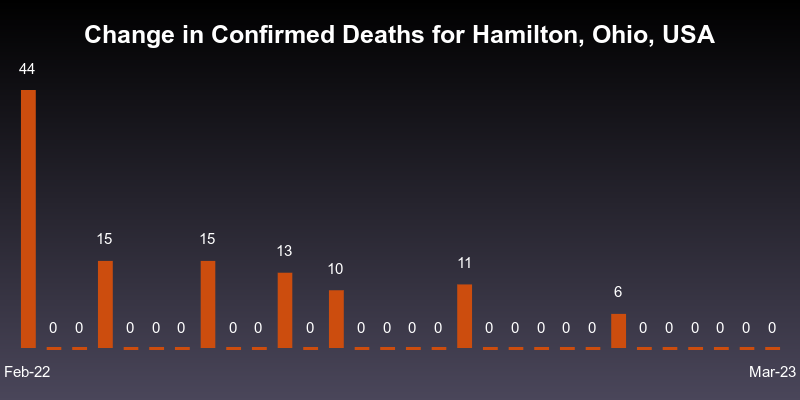 Change in Confirmed Deaths for Hamilton, Ohio, USA
44
0 0 15 0 0 0 15 0 0 13 0 10 0 0 0 0 11 0 0 0 0 0 6 0 0 0 0 0 0
Feb-22 Mar-23